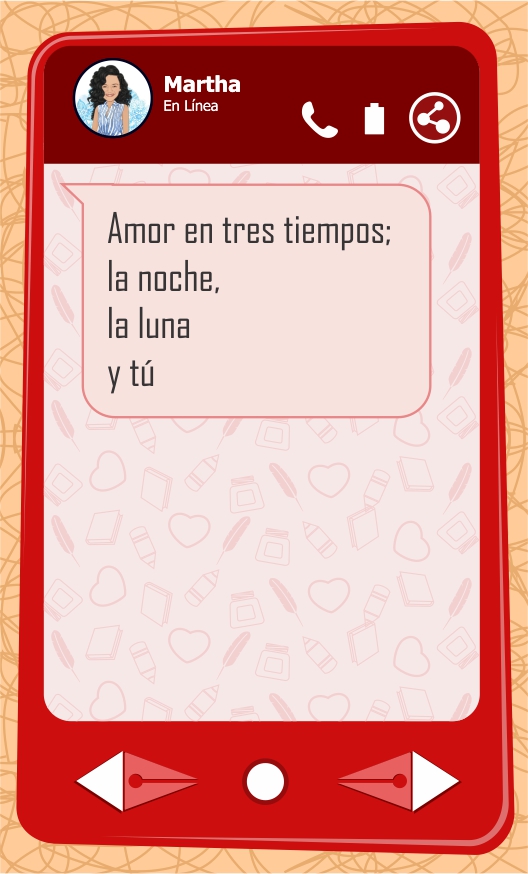 Martha
En Línea
Amor en tres tiempos;
la noche,
la luna
y tú